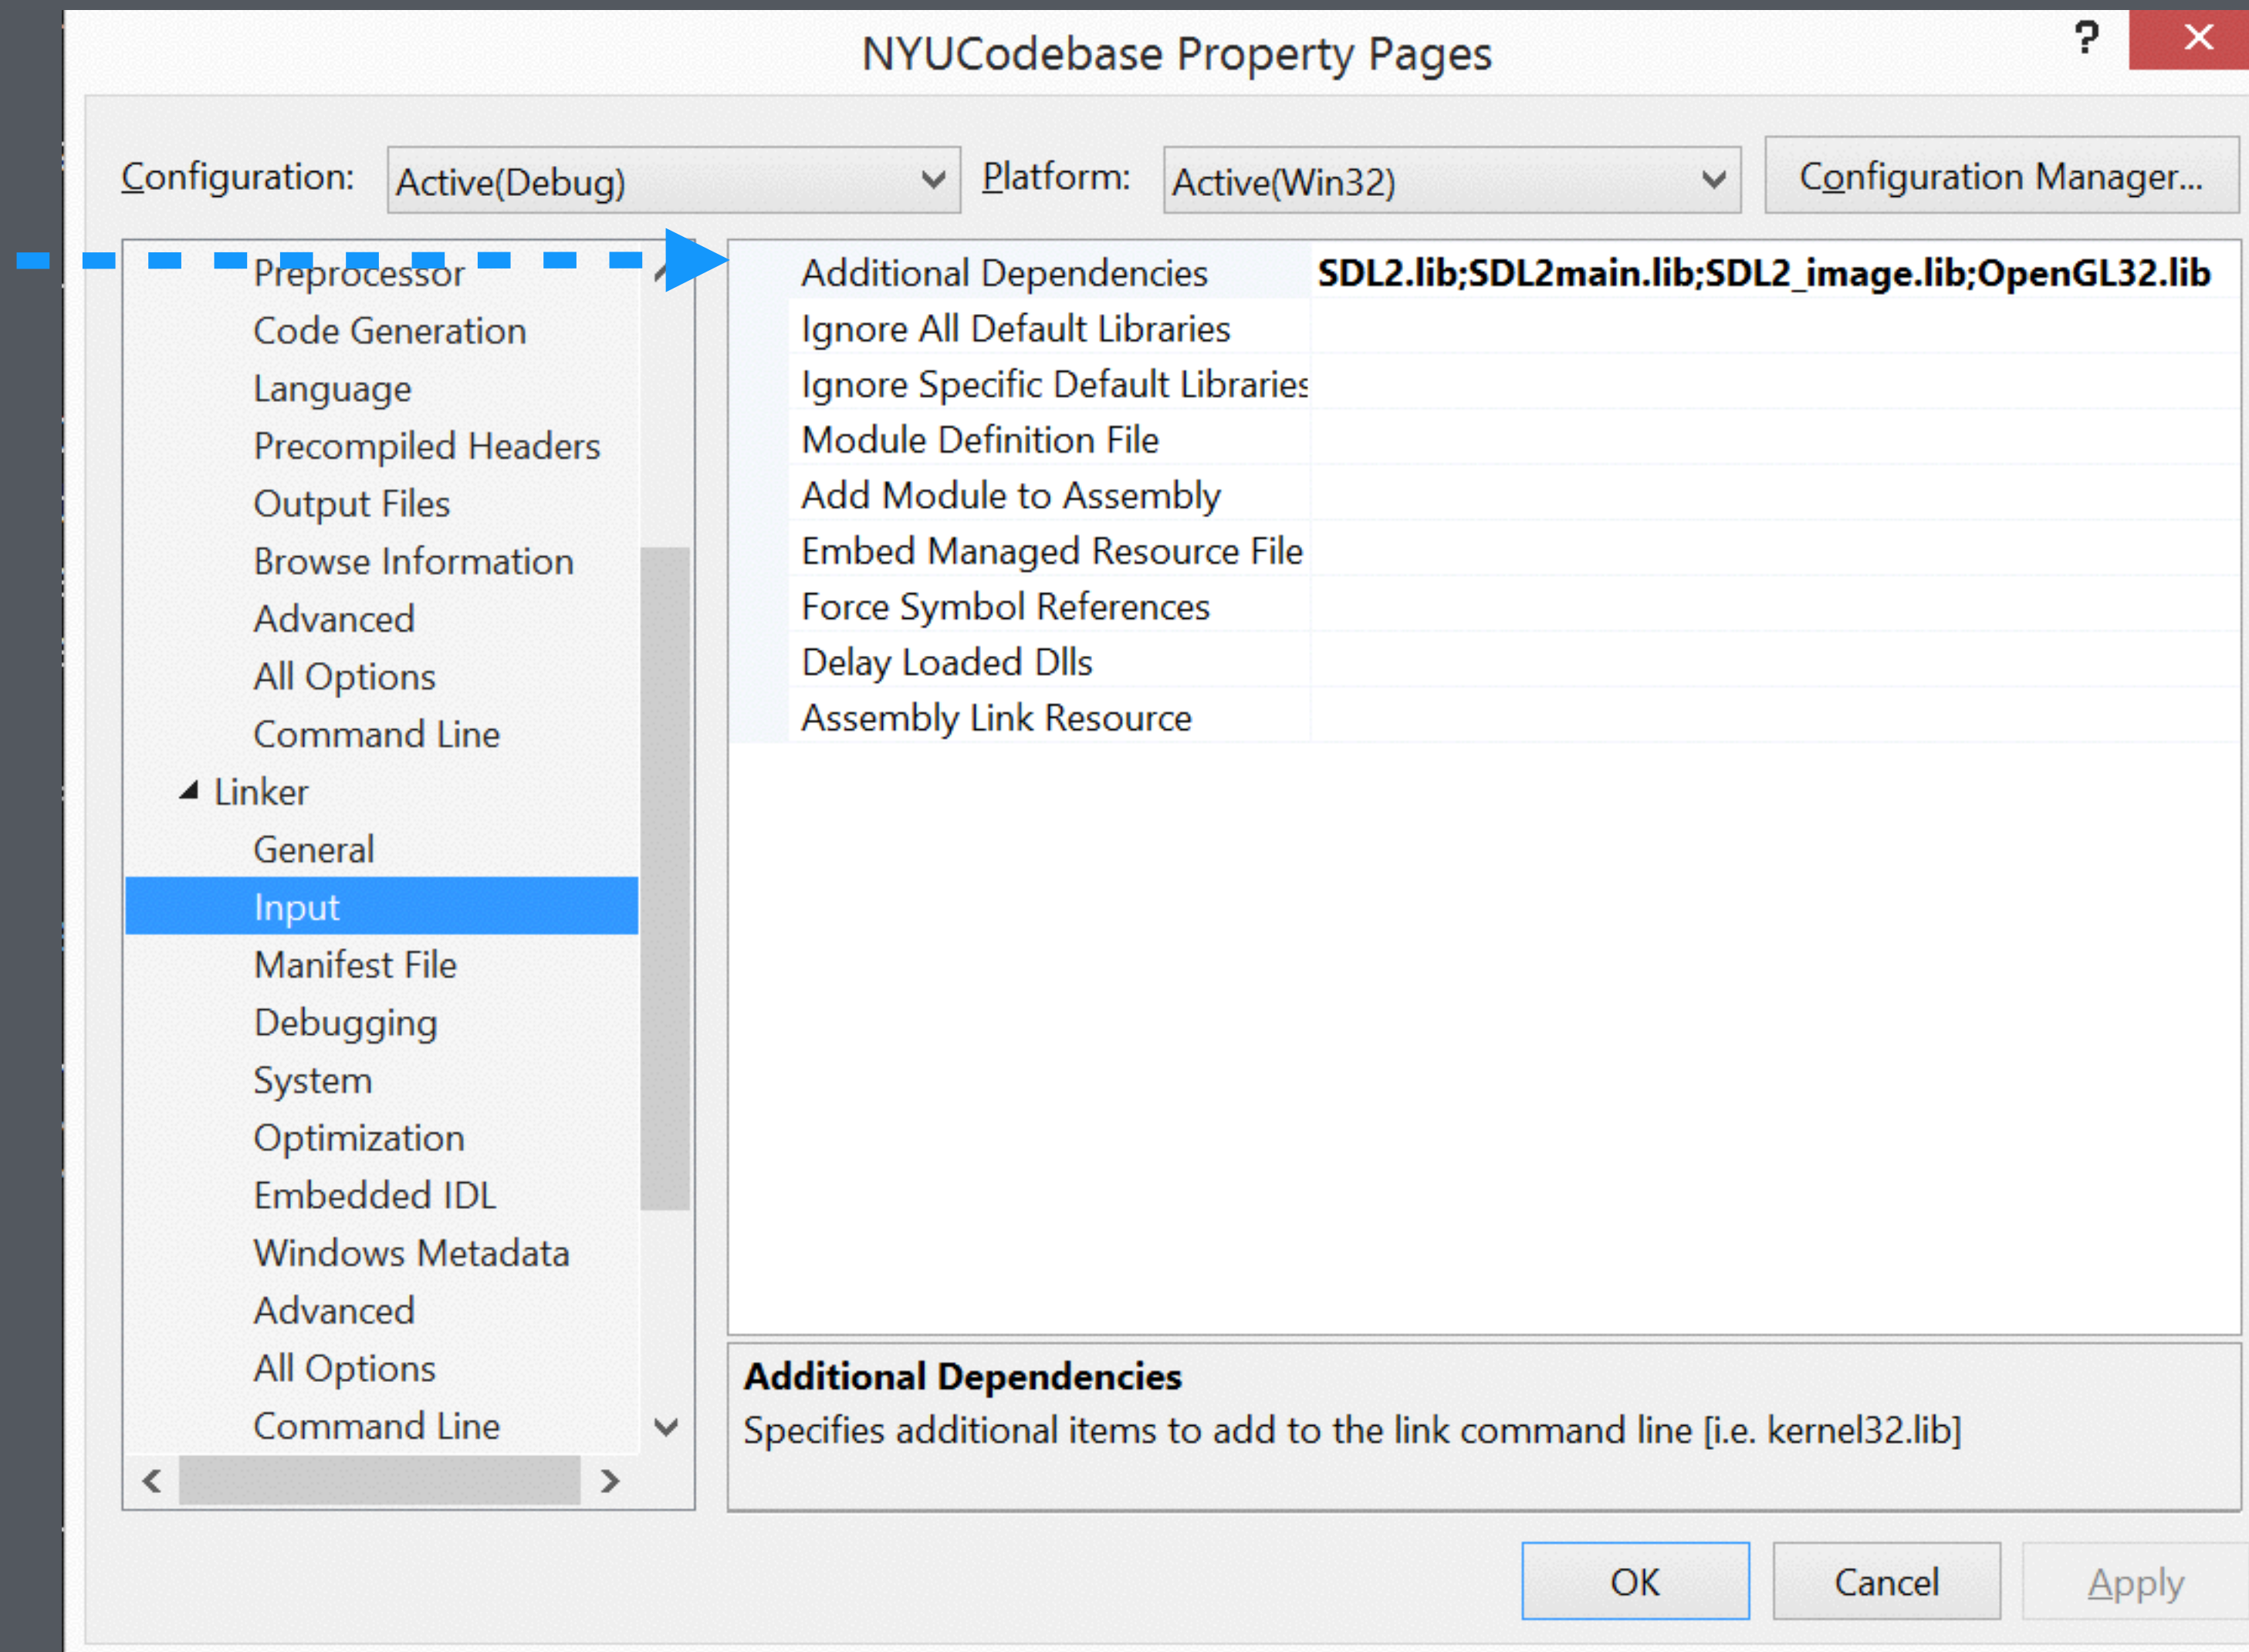 NYUCodebase Property Pages
?
Configuration: Active(Debug) Platform: Active(Win32) Configuration Manager...
Preprocessor
Code Generation
Language
Precompiled Headers
Output Files
Browse Information
Advanced
All Options
Command Line
Linker
General
Input
Manifest File
Debugging
System
Optimization
Embedded IDL
Windows Metadata
Advanced
All Options
Command Line
Additional Dependencies SDL2.lib;SDL2main.lib;SDL2_image.lib;OpenGL32.lib
Ignore All Default Libraries
Ignore Specific Default Libraries
Module Definition File
Add Module to Assembly
Embed Managed Resource File
Force Symbol References
Delay Loaded Dlls
Assembly Link Resource
Additional Dependencies
Specifies additional items to add to the link command line [i.e. kernel32.lib]
OK Cancel Apply